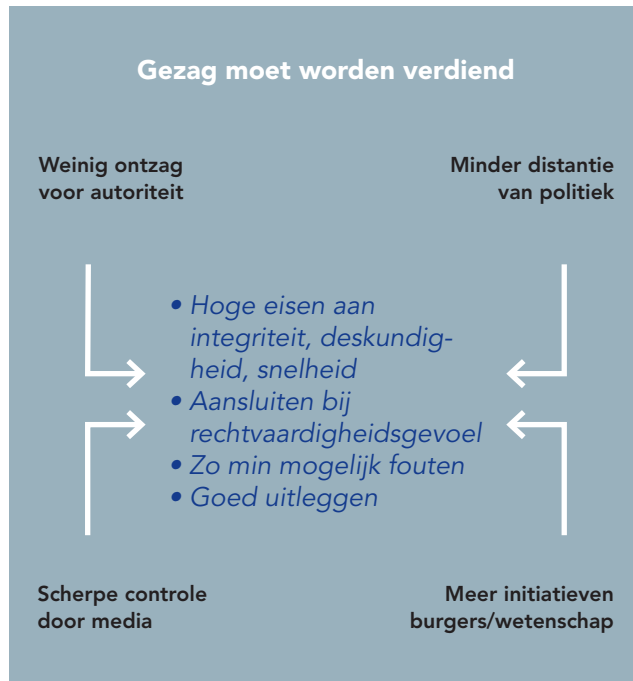 Gezag moet worden verdiend
Weinig ontzag
voor autoriteit
Minder distantie
van politiek
• Hoge eisen aan
integriteit, deskundig-
heid, snelheid
• Aansluiten bij
rechtvaardigheidsgevoel
• Zo min mogelijk fouten
• Goed uitleggen
Scherpe controle
door media
Meer initiatieven
burgers/wetenschap